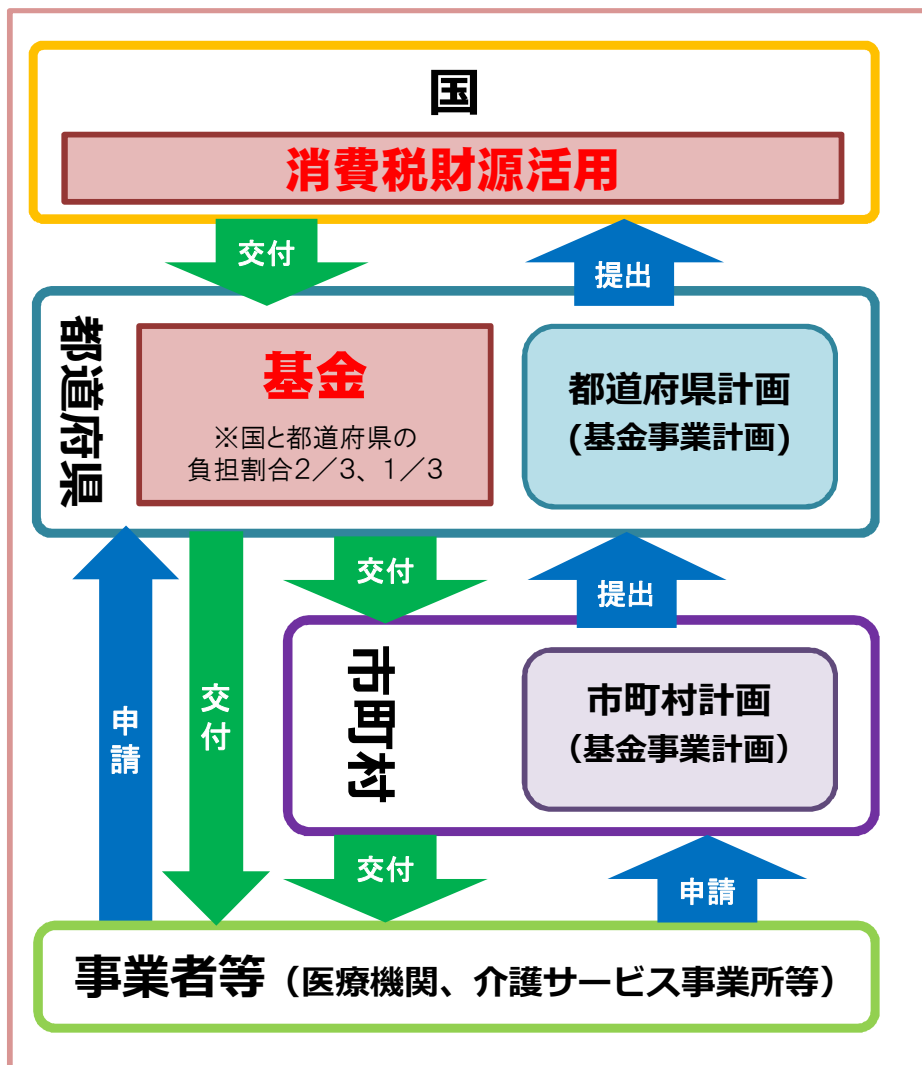 国
消費税財源活用
交付
提出
都道府県
基金
※国と都道府県の
負担割合2／3、1／3
都道府県計画
(基金事業計画)
交付
提出
申請
交付
市町村
市町村計画
（基金事業計画）
交付
申請
事業者等（医療機関、介護サービス事業所等）